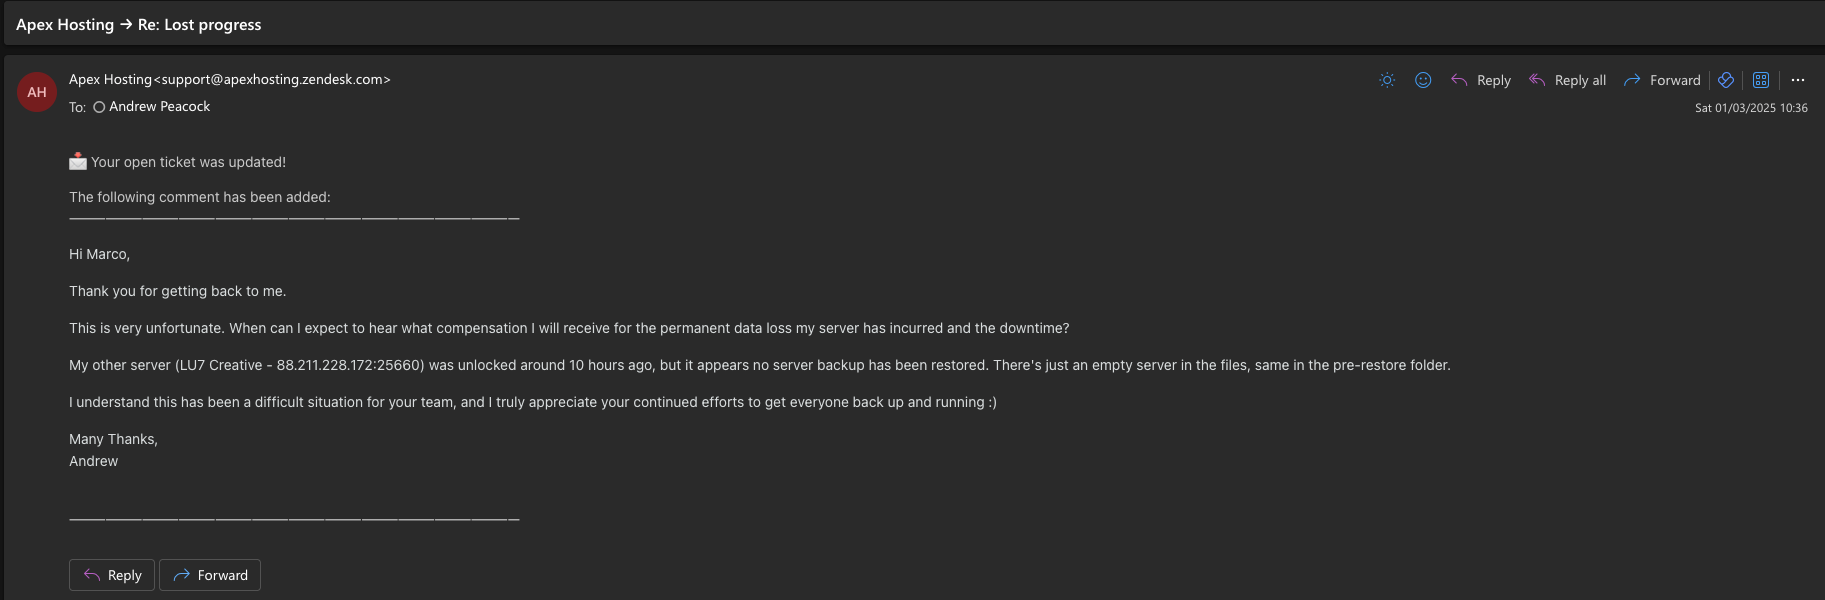 Apex Hosting → Re: Lost progress
AH
Apex Hosting<support@apexhosting.zendesk.com>
Reply
Reply all
Forward
To: Andrew Peacock
Sat 01/03/2025 10:36
Your open ticket was updated!
The following comment has been added:
Hi Marco,
Thank you for getting back to me.
This is very unfortunate. When can I expect to hear what compensation I will receive for the permanent data loss my server has incurred and the downtime?
My other server (LU7 Creative - 88.211.228.172:25660) was unlocked around 10 hours ago, but it appears no server backup has been restored. There's just an empty server in the files, same in the pre-restore folder.
I understand this has been a difficult situation for your team, and I truly appreciate your continued efforts to get everyone back up and running :)
Many Thanks,
Andrew
Reply
Forward